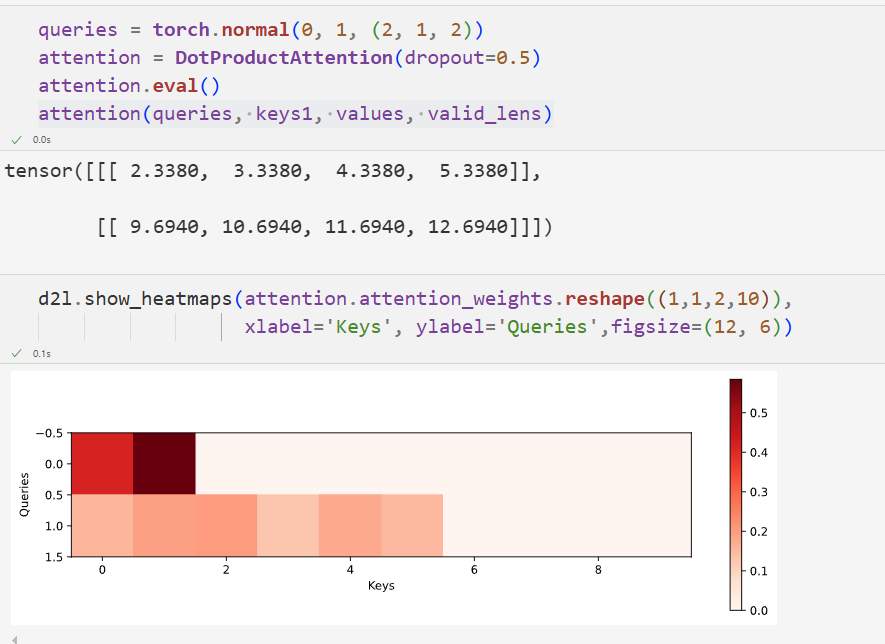 queries = torch.normal(0, 1, (2, 1, 2))
attention = DotProductAttention(dropout=0.5)
attention.eval()
attention(queries, keys1, values, valid_lens)
0.0s
tensor([[[ 2.3380,  3.3380,  4.3380,  5.3380]],
[[ 9.6940, 10.6940, 11.6940, 12.6940]]])
d2l.show_heatmaps(attention.attention_weights.reshape((1,1,2,10)),
xlabel='Keys', ylabel='Queries',figsize=(12, 6))
0.1s
−0.5
0.0
0.5
1.0
1.5
Queries
0 2 4 6 8
Keys
0.5
0.4
0.3
0.2
0.1
0.0